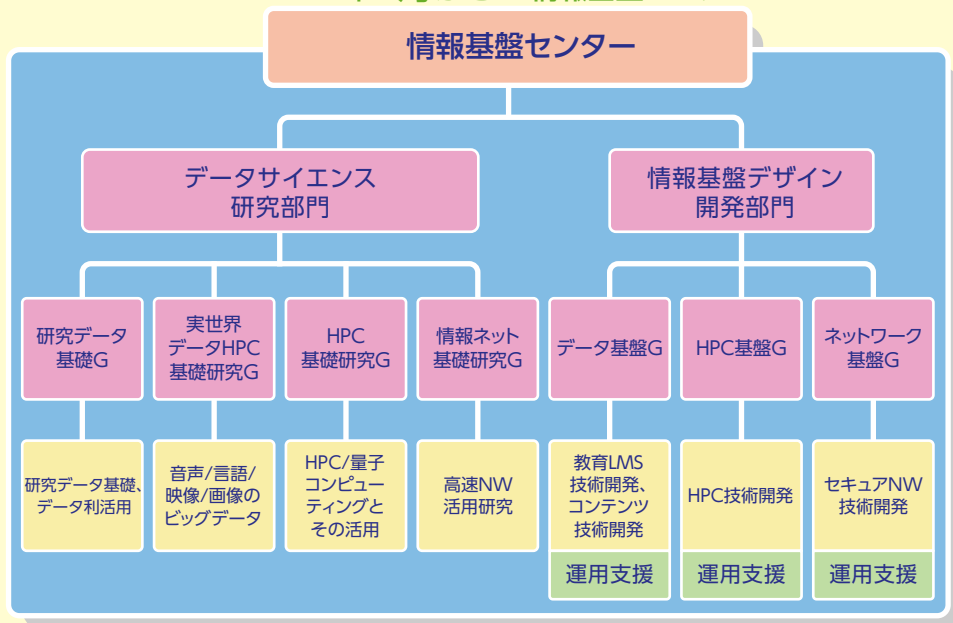 情報基盤センター
データサイエンス
研究部門
情報基盤デザイン
開発部門
研究データ
基礎G
実世界
データHPC
基礎研究G
HPC
基礎研究G
情報ネット
基礎研究G
データ基盤G
HPC基盤G
ネットワーク
基盤G
研究データ基礎、
データ利活用
音声/言語/
映像/画像の
ビッグデータ
HPC/量子
コンピュー
ティングと
その活用
高速NW
活用研究
教育LMS
技術開発、
コンテンツ
技術開発
運用支援
HPC技術開発
運用支援
セキュアNW
技術開発
運用支援